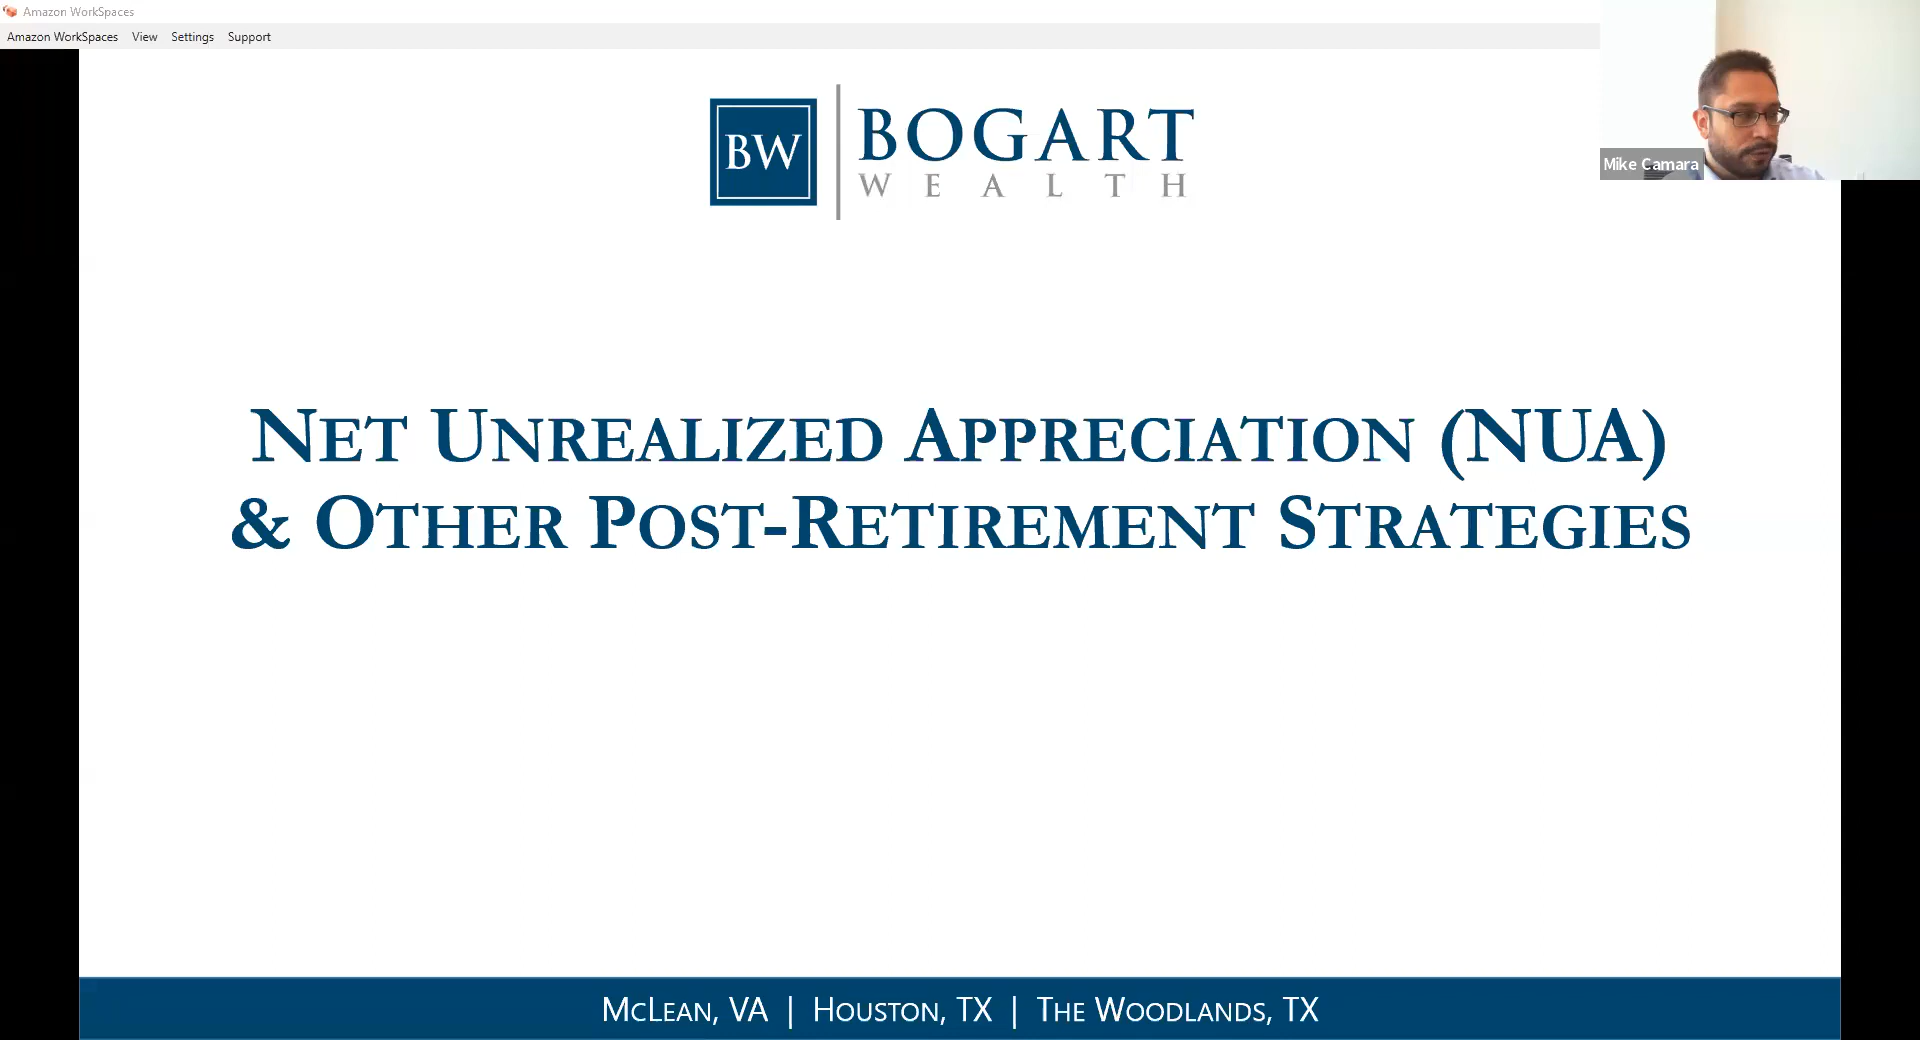 Amazon WorkSpaces
Amazon WorkSpaces View Settings Support
Mike Camara
BW
BOGART
WEALTH
NET UNREALIZED APPRECIATION (NUA)
& OTHER POST-RETIREMENT STRATEGIES
MCLEAN, VA | HOUSTON, TX | THE WOODLANDS, TX